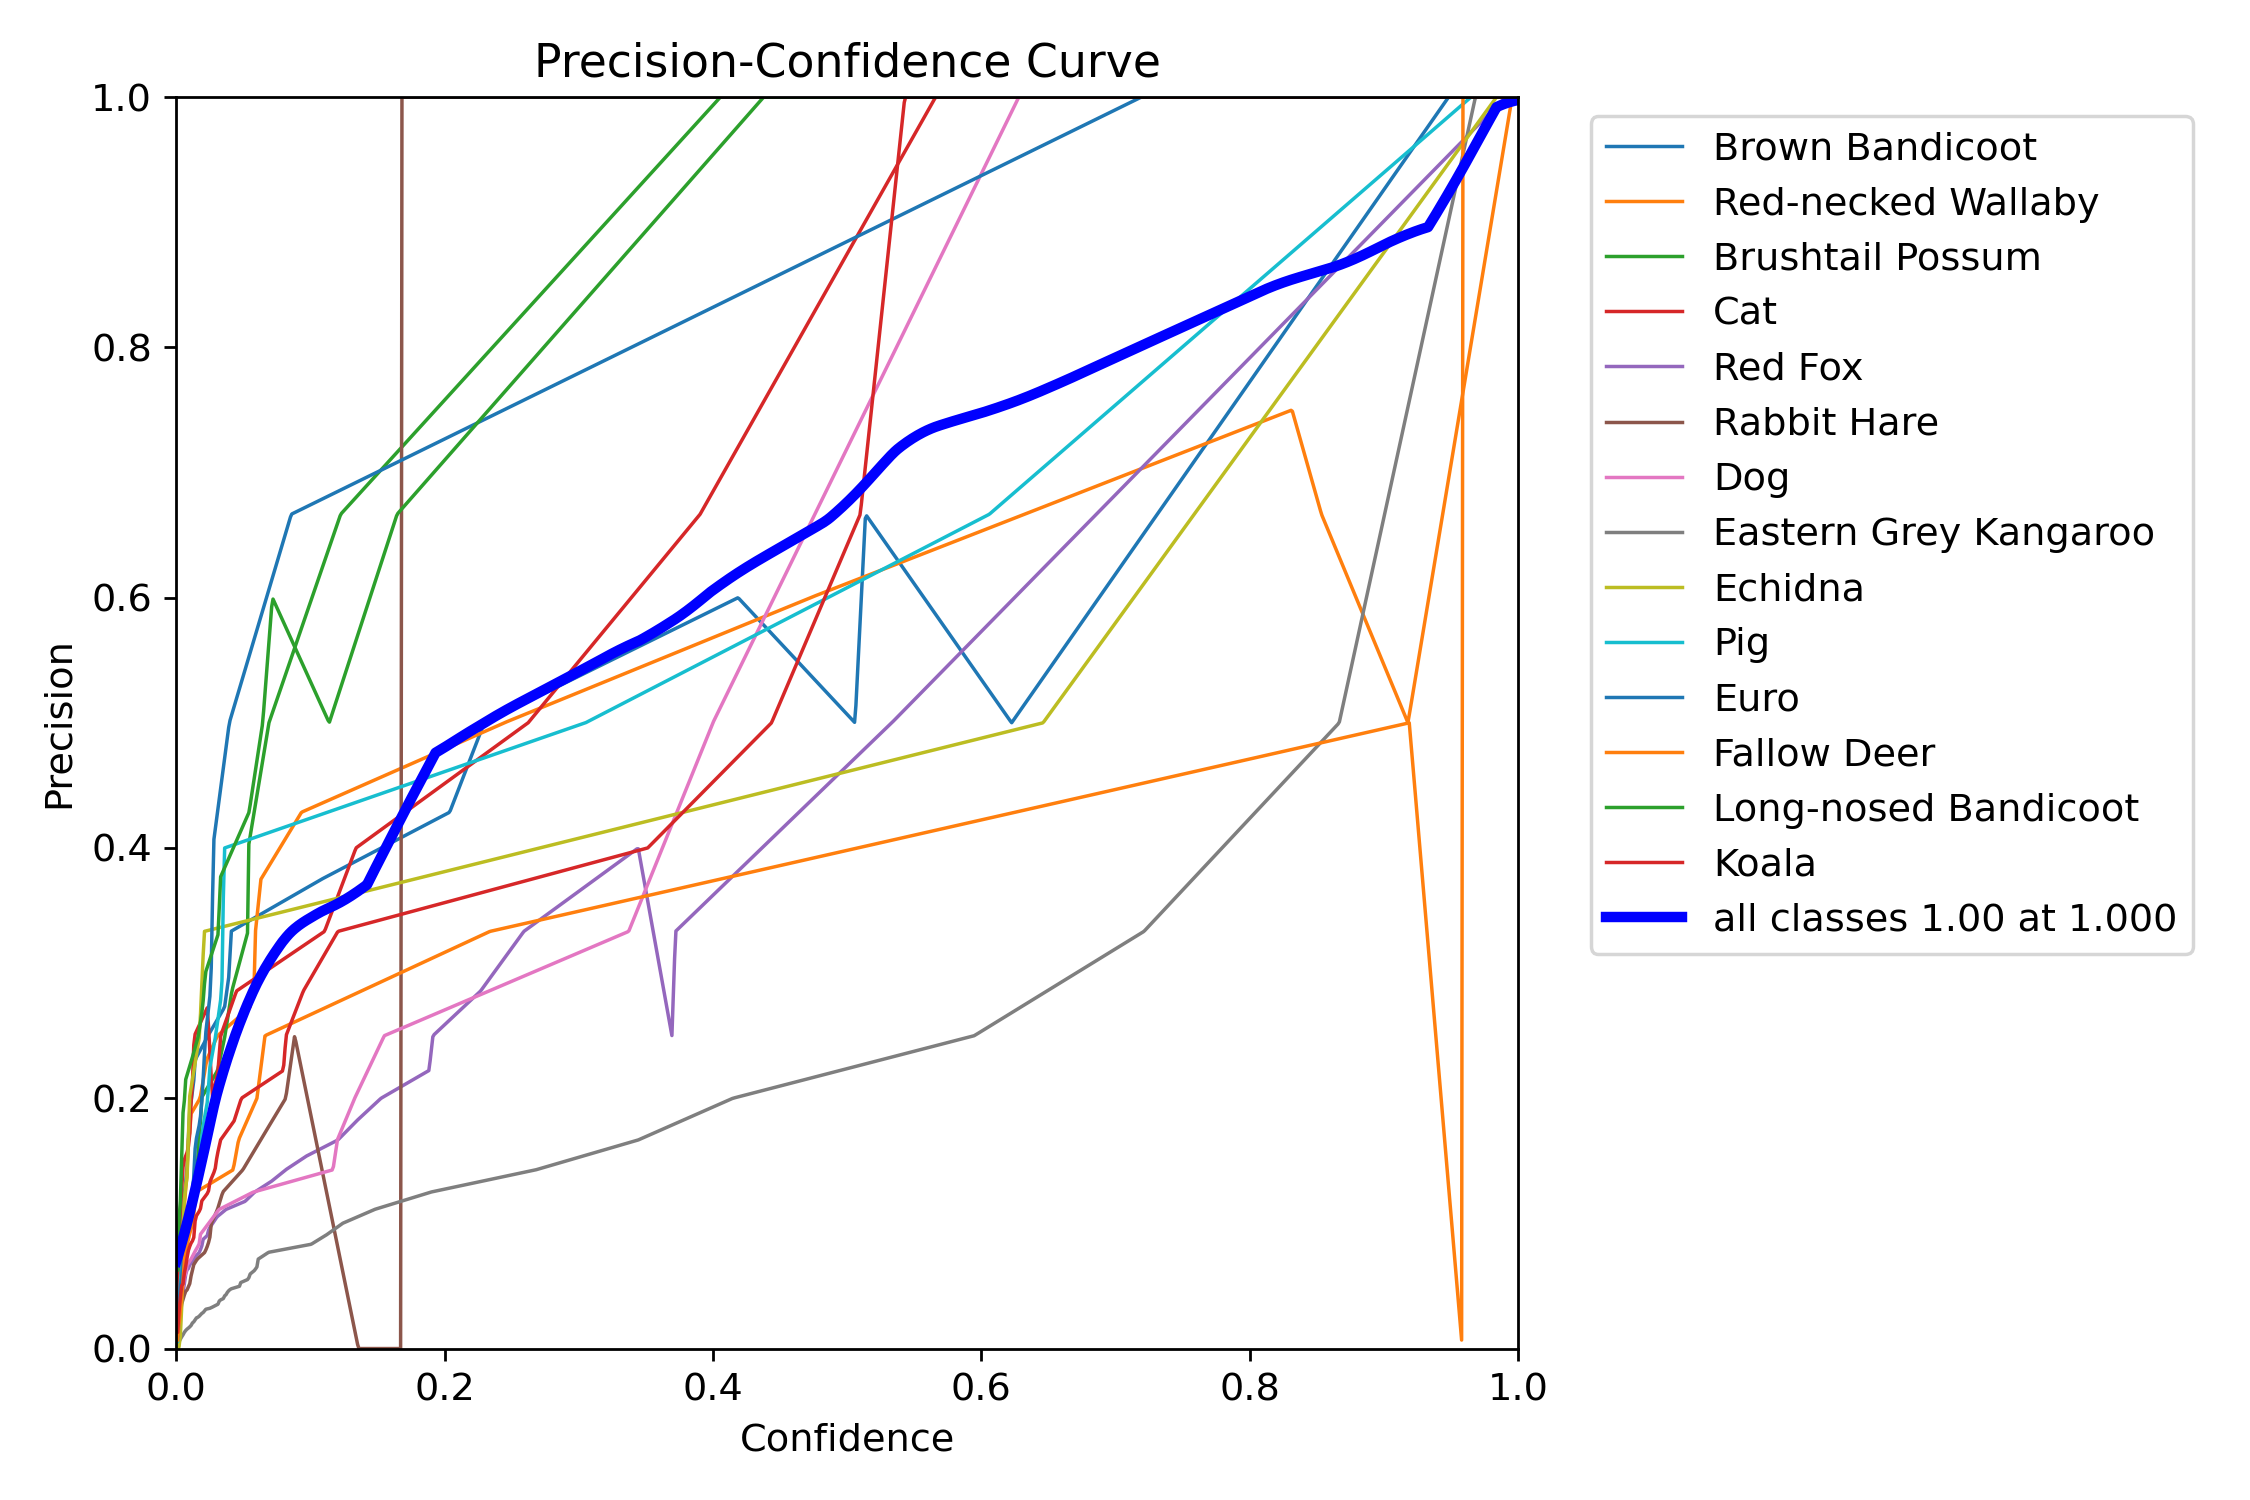 Precision-Confidence Curve
1.0
0.8
0.6
0.4
0.2
0.0
Precision
0.0 0.2 0.4 0.6 0.8 1.0
Confidence
Brown Bandicoot
Red-necked Wallaby
Brushtail Possum
Cat
Red Fox
Rabbit Hare
Dog
Eastern Grey Kangaroo
Echidna
Pig
Euro
Fallow Deer
Long-nosed Bandicoot
Koala
all classes 1.00 at 1.000